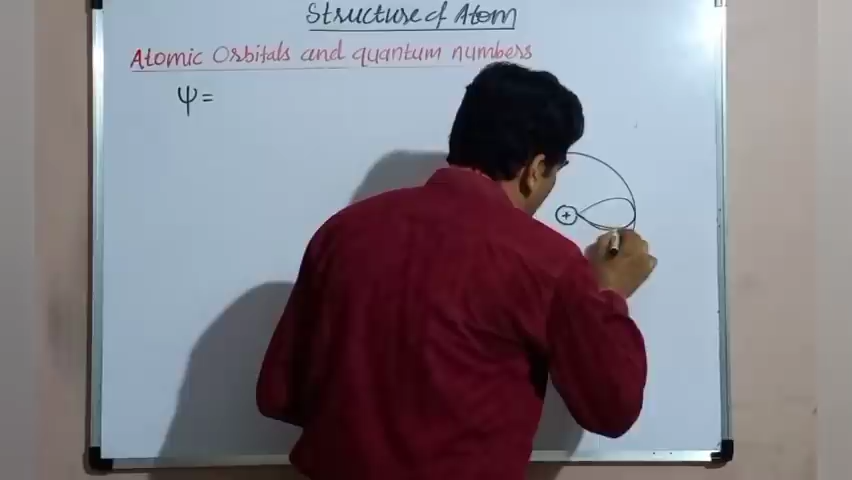 Structure of Atom
Atomic Orbitals and quantum numbers
Ψ=
+